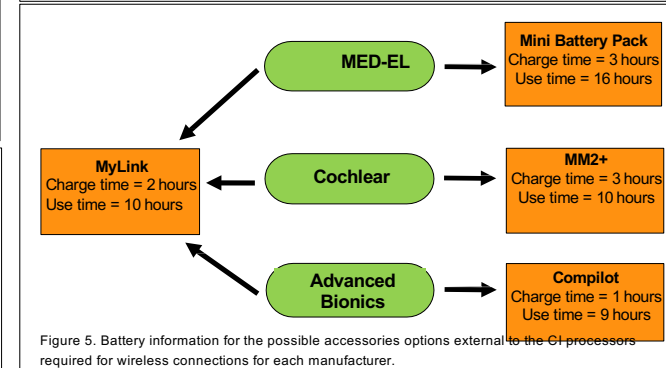 MED-EL
Mini Battery Pack
Charge time = 3 hours
Use time = 16 hours
MyLink
Charge time = 2 hours
Use time = 10 hours
Cochlear
MM2+
Charge time = 3 hours
Use time = 10 hours
Advanced
Bionics
Compilot
Charge time = 1 hours
Use time = 9 hours
Figure 5. Battery information for the possible accessories options external to the CI processors
required for wireless connections for each manufacturer.